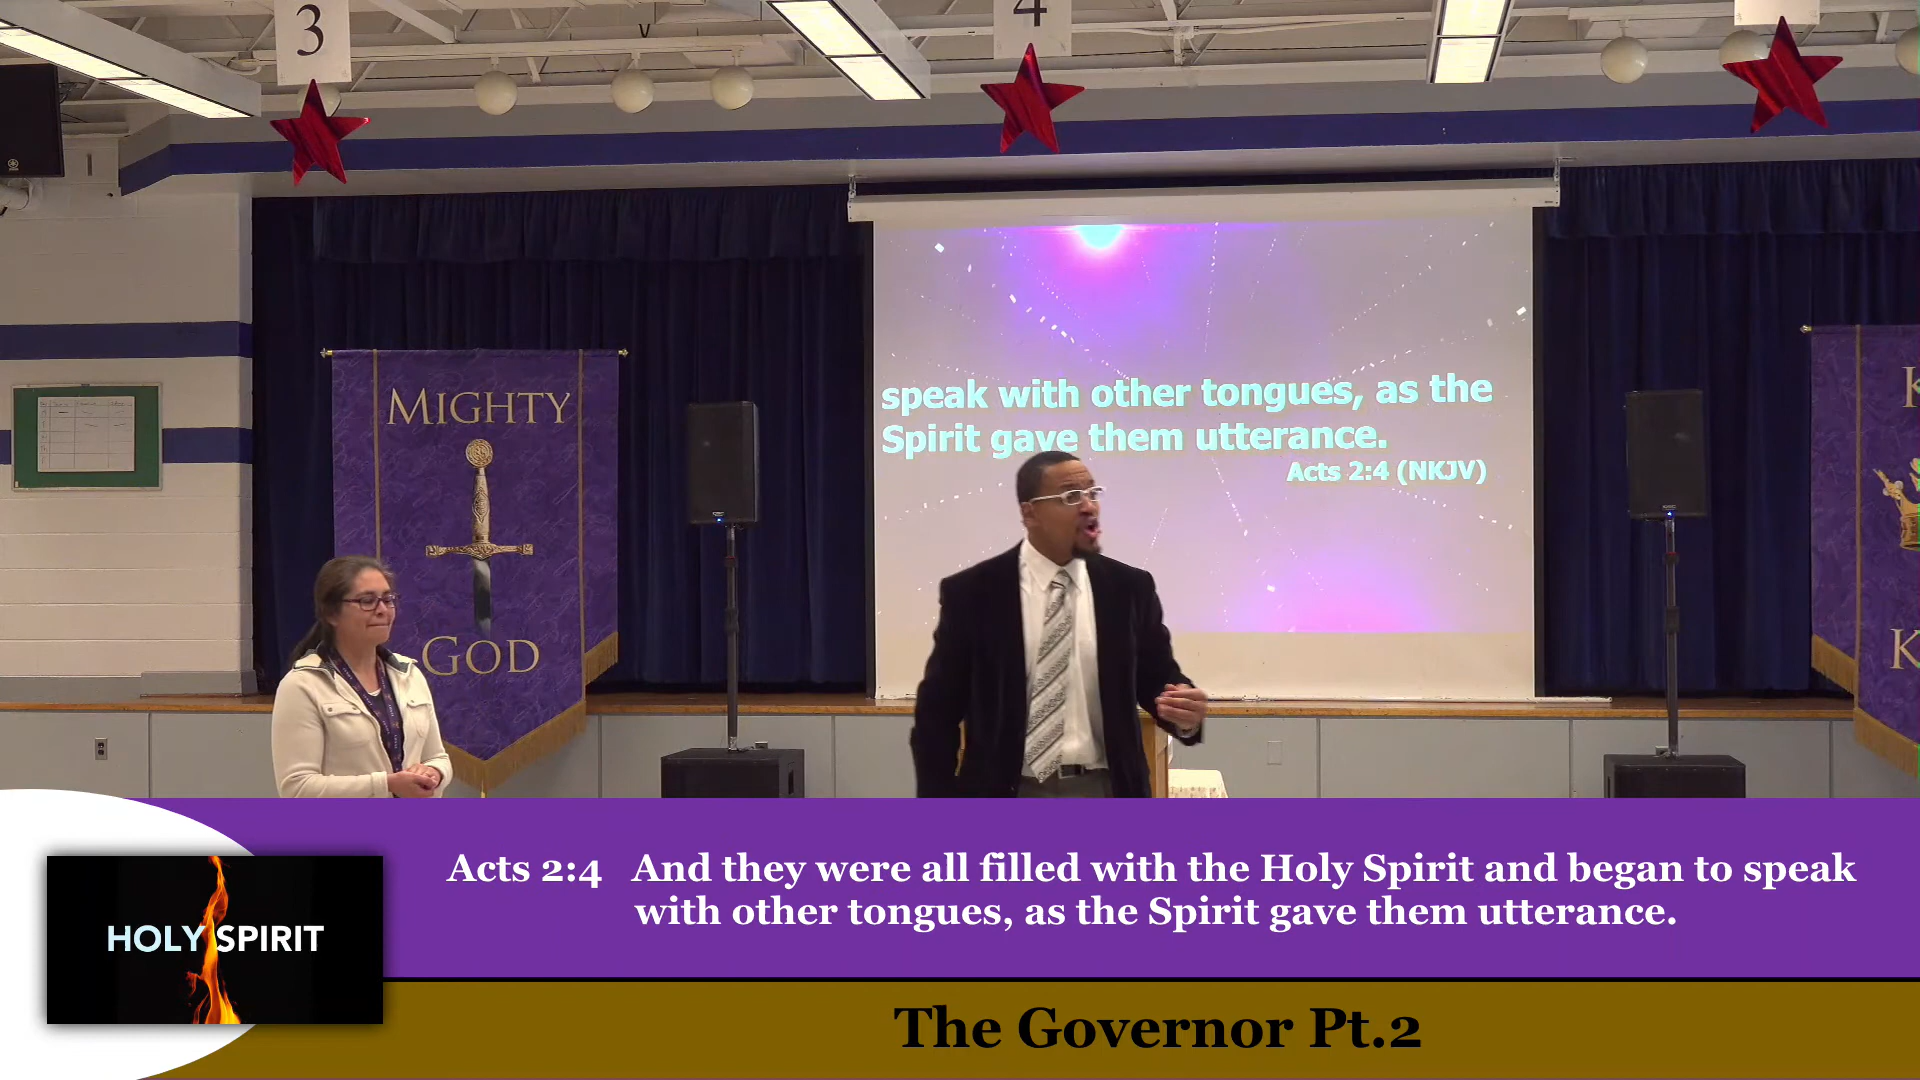 3
4
speak with other tongues, as the
Spirit gave them utterance.
Acts 2:4 (NKJV)
MIGHTY
GOD
K
K
Acts 2:4 And they were all filled with the Holy Spirit and began to speak
with other tongues, as the Spirit gave them utterance.
HOLY SPIRIT
The Governor Pt.2